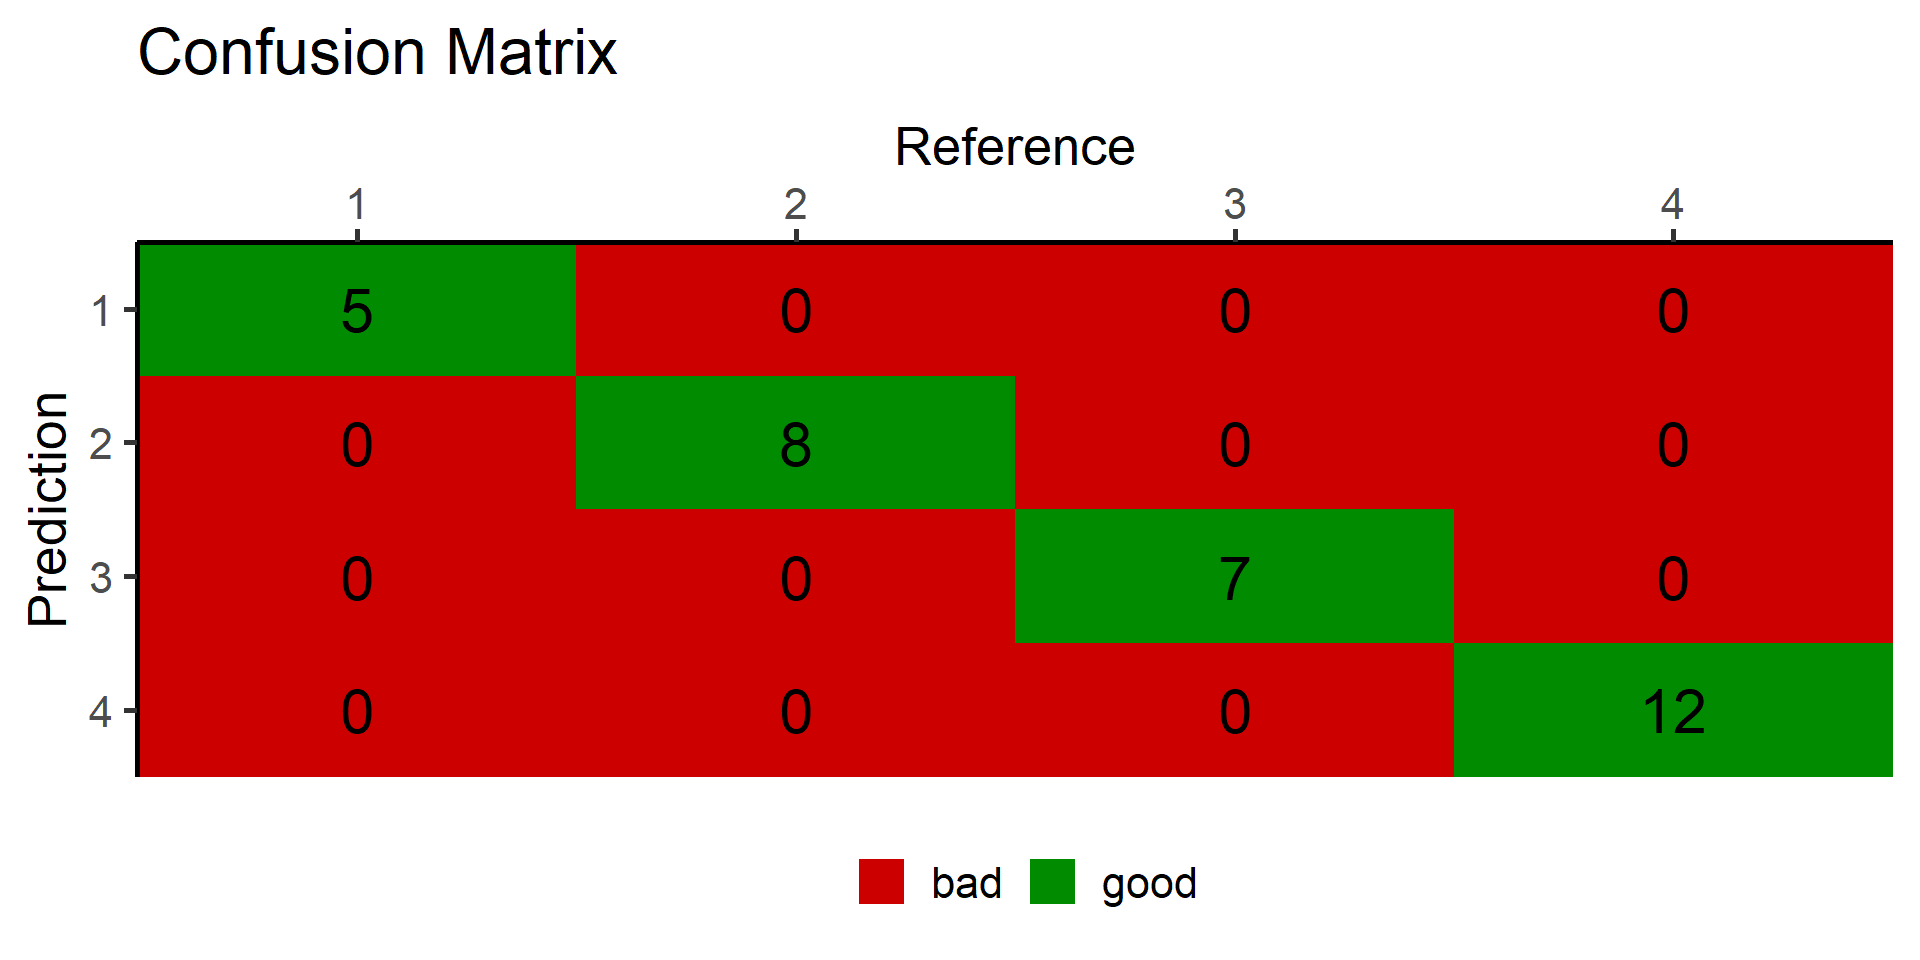 Confusion Matrix
Reference
1 2 3 4
1 5 0 0 0
2 0 8 0 0
3 0 0 7 0
4 0 0 0 12
Prediction
bad good